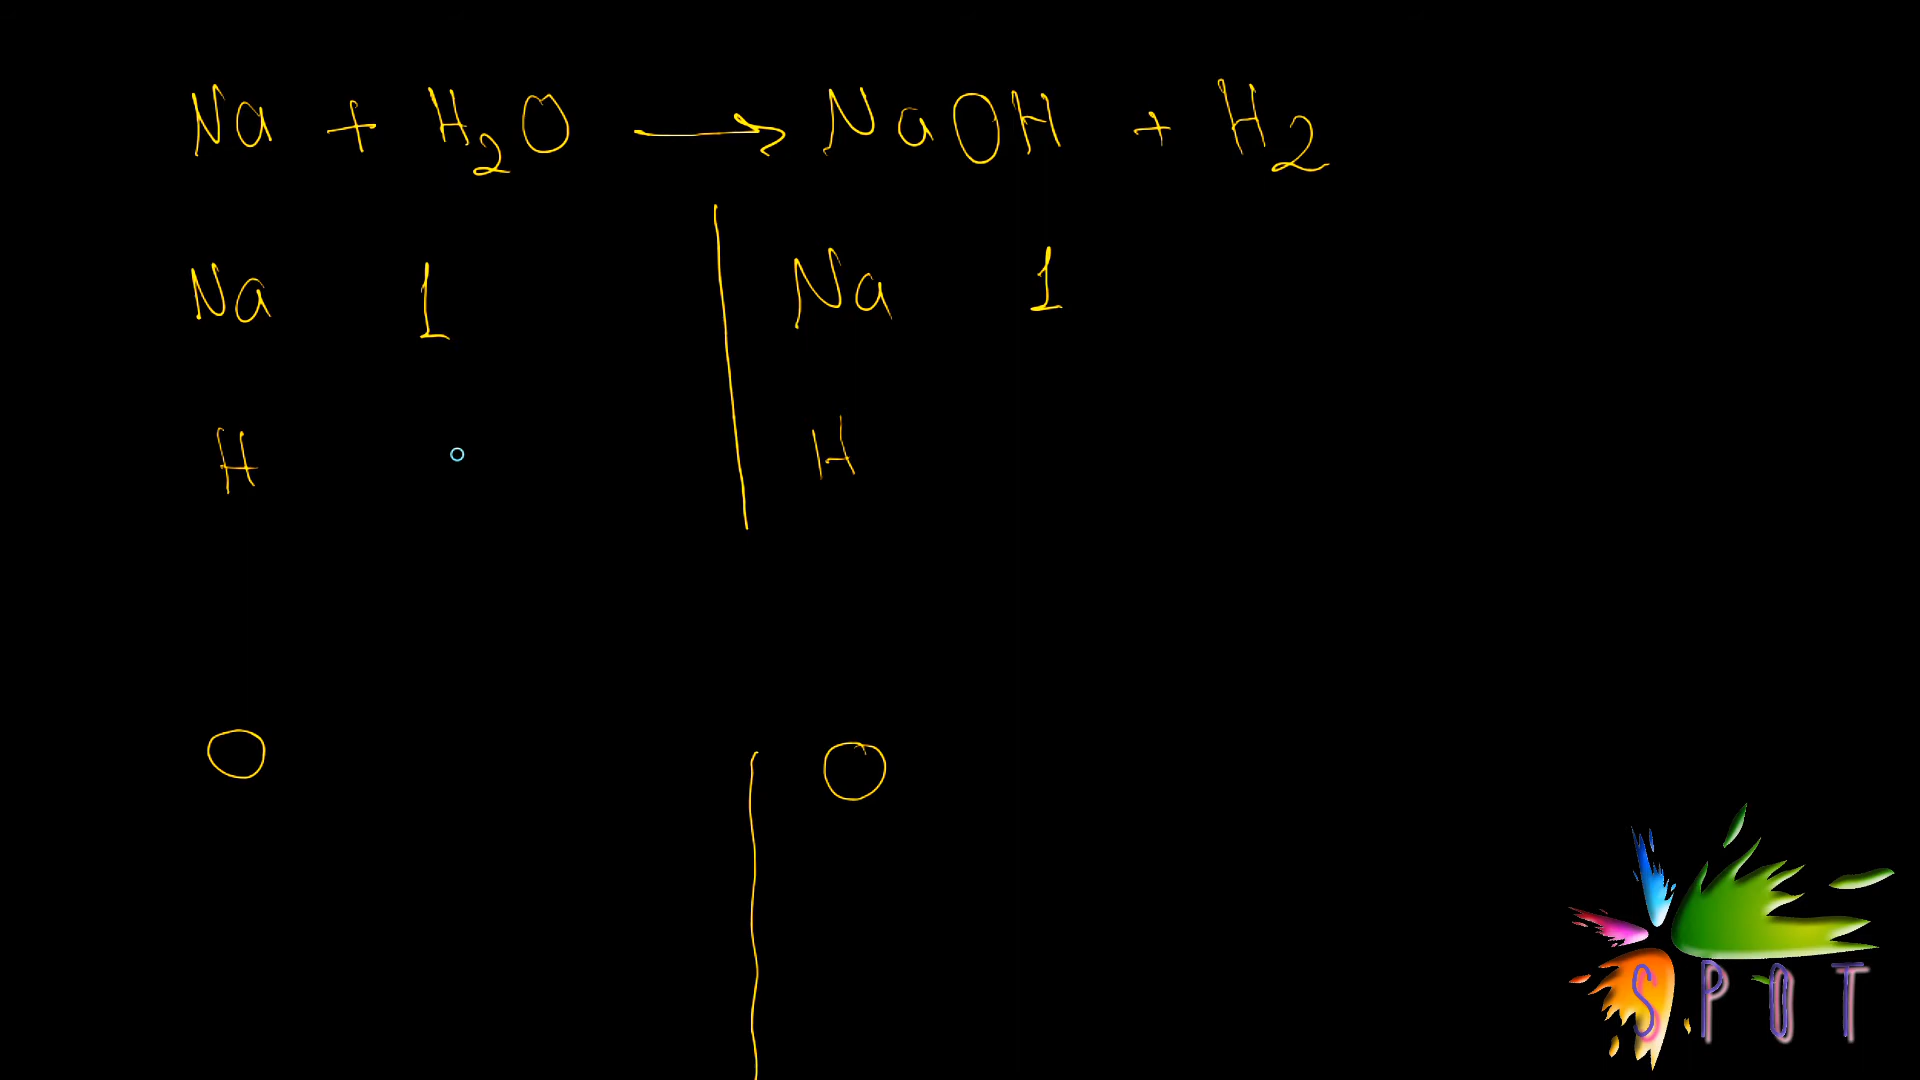 Na + H₂O → NaOH + H₂
Na 1 Na 1
H H
O O
SPOT